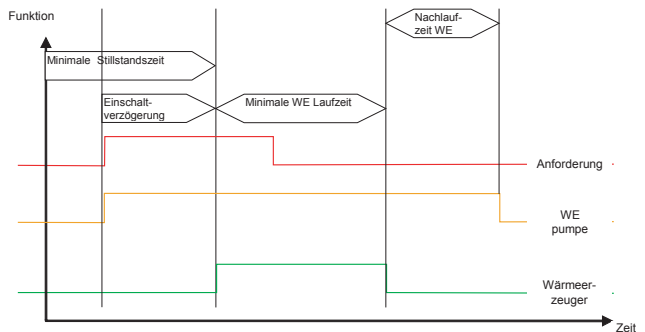 Funktion
Nachlauf-
zeit WE
Minimale Stillstandszeit
Einschalt-
verzögerung
Minimale WE Laufzeit
Anforderung
WE
pumpe
Wärmeer-
zeuger
Zeit